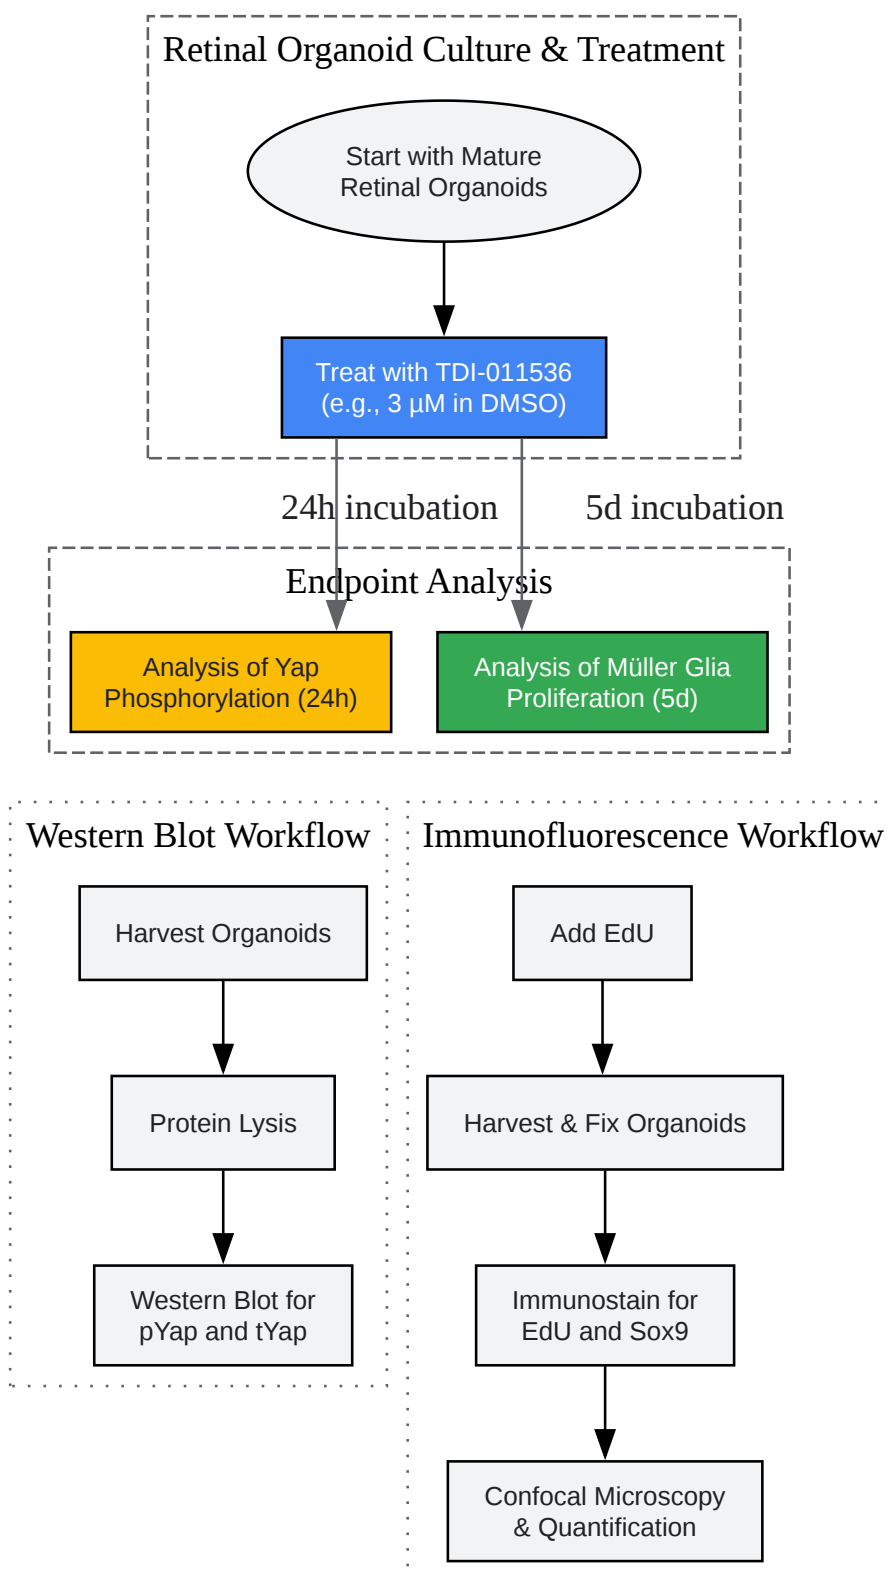 Retinal Organoid Culture & Treatment
Start with Mature
Retinal Organoids
Treat with TDI-011536
(e.g., 3 µM in DMSO)
24h incubation
5d incubation
Endpoint Analysis
Analysis of Yap
Phosphorylation (24h)
Analysis of Müller Glia
Proliferation (5d)
Western Blot Workflow
Harvest Organoids
Protein Lysis
Western Blot for
pYap and tYap
Immunofluorescence Workflow
Add EdU
Harvest & Fix Organoids
Immunostain for
EdU and Sox9
Confocal Microscopy
& Quantification